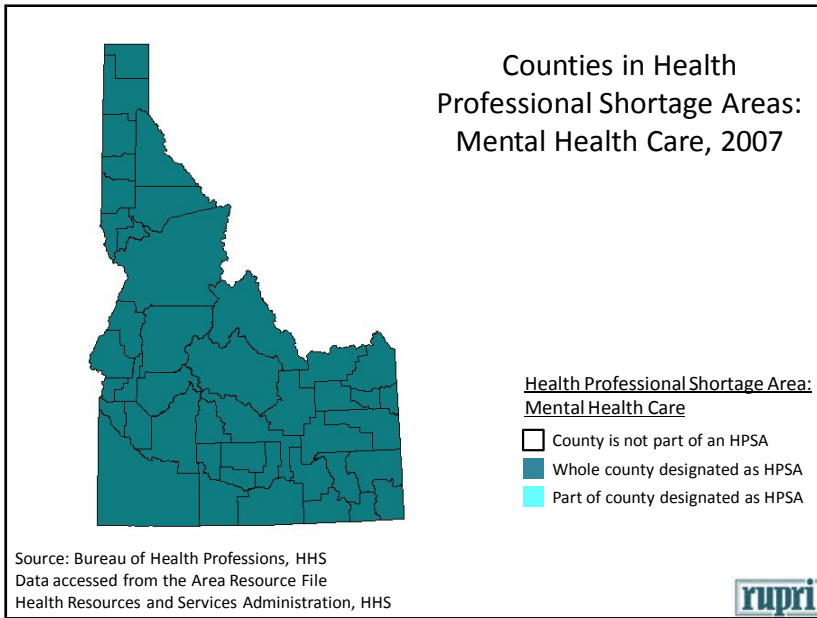 Counties in Health
Professional Shortage Areas:
Mental Health Care, 2007
Health Professional Shortage Area:
Mental Health Care
County is not part of an HPSA
Whole county designated as HPSA
Part of county designated as HPSA
Source: Bureau of Health Professions, HHS
Data accessed from the Area Resource File
Health Resources and Services Administration, HHS
rupri